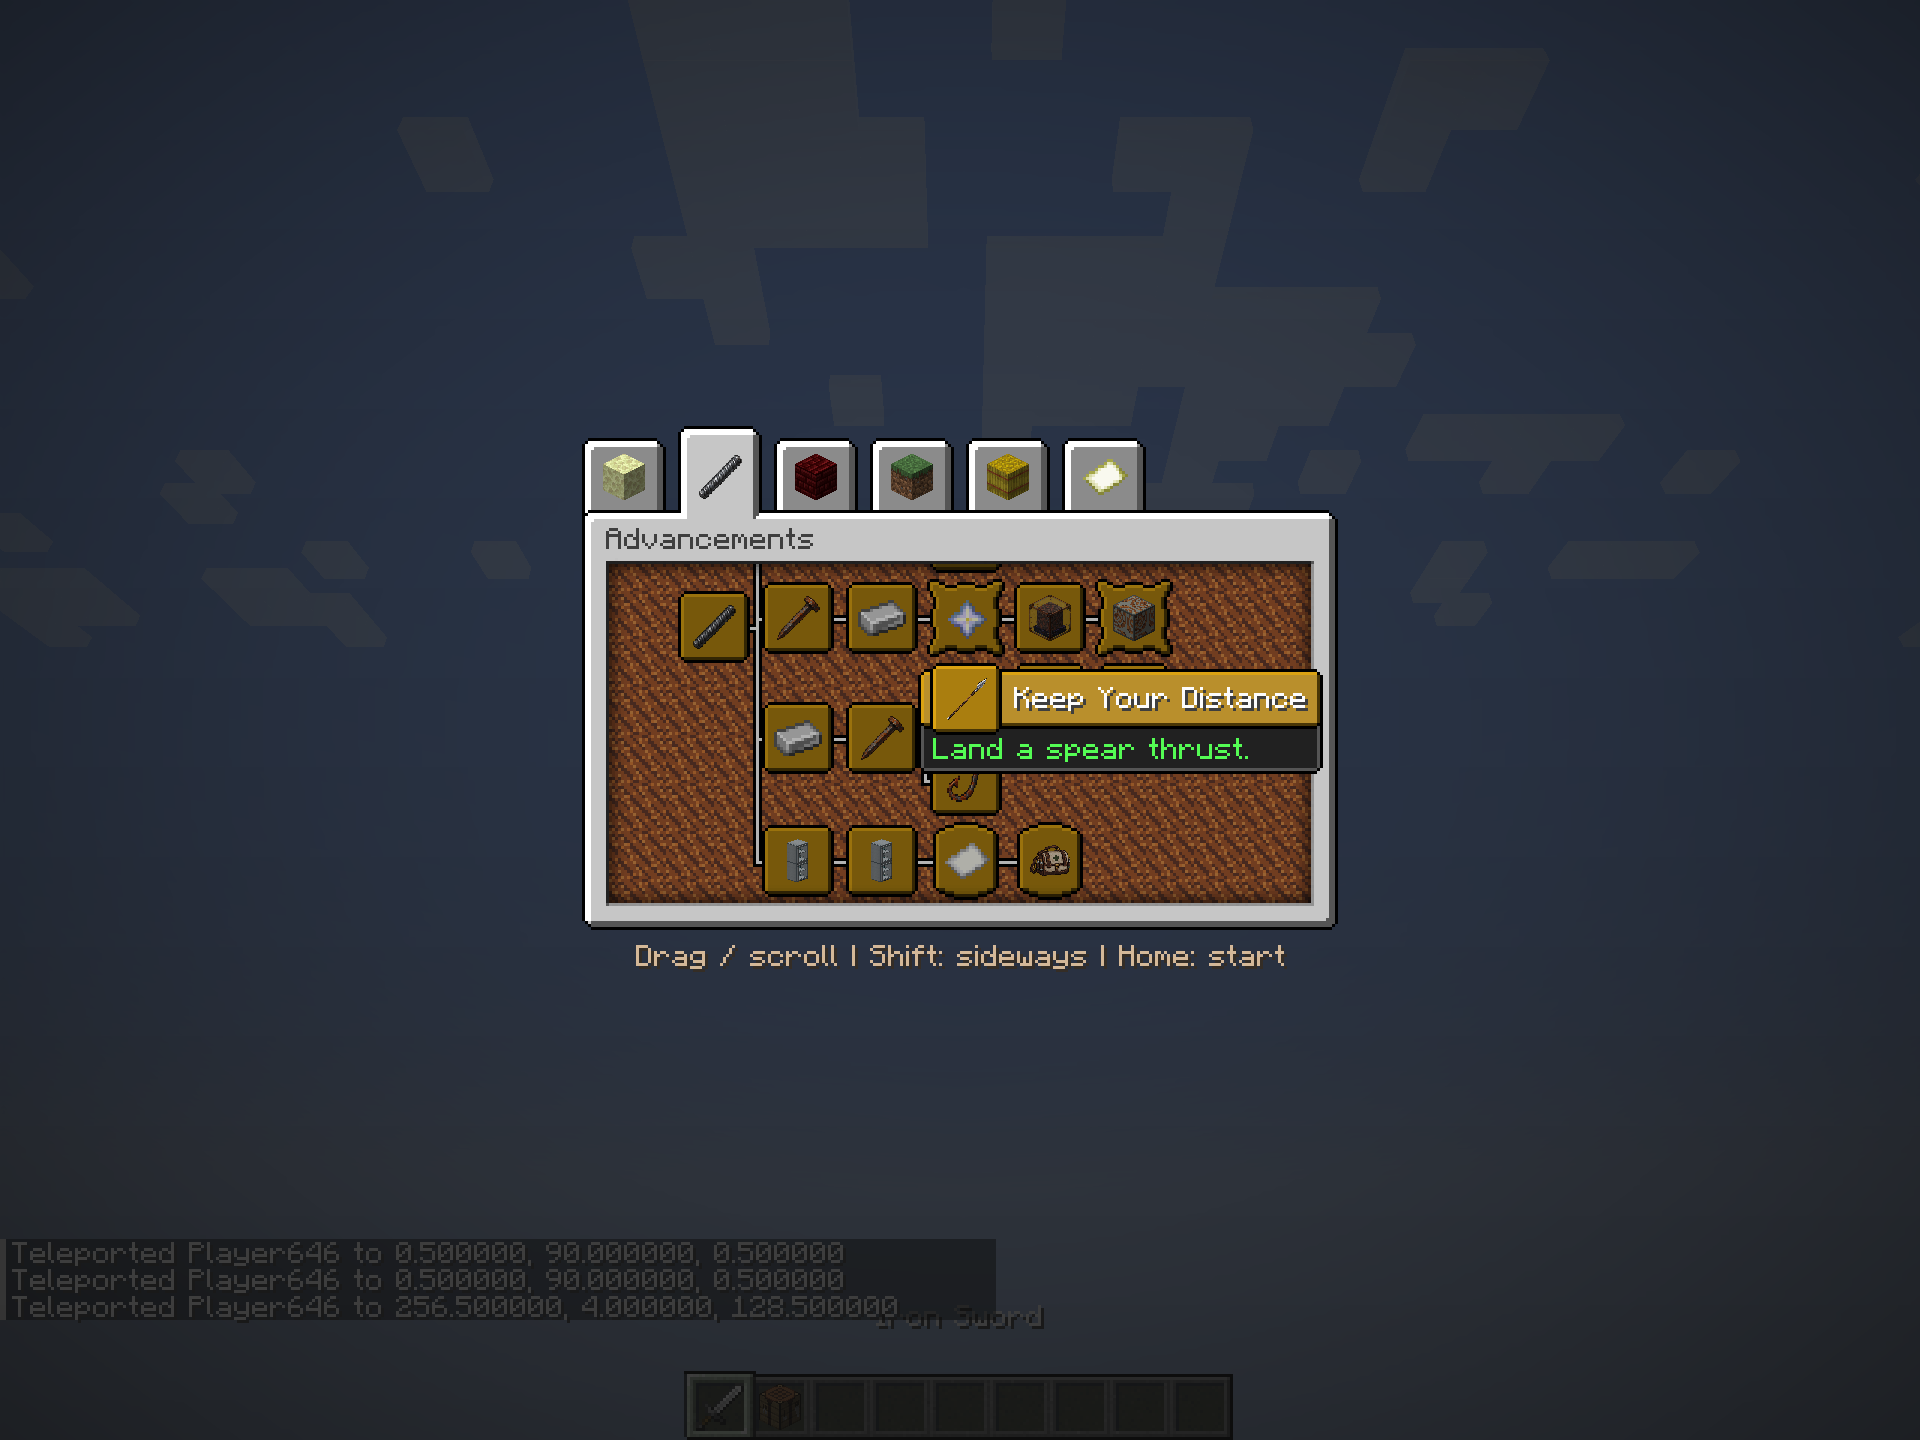 Advancements
Keep Your Distance
Land a spear thrust.
Drag / scroll | Shift: sideways | Home: start
Teleported Player646 to 0.500000, 90.000000, 0.500000
Teleported Player646 to 0.500000, 90.000000, 0.500000
Teleported Player646 to 256.500000, 4.000000, 128.500000
Iron Sword